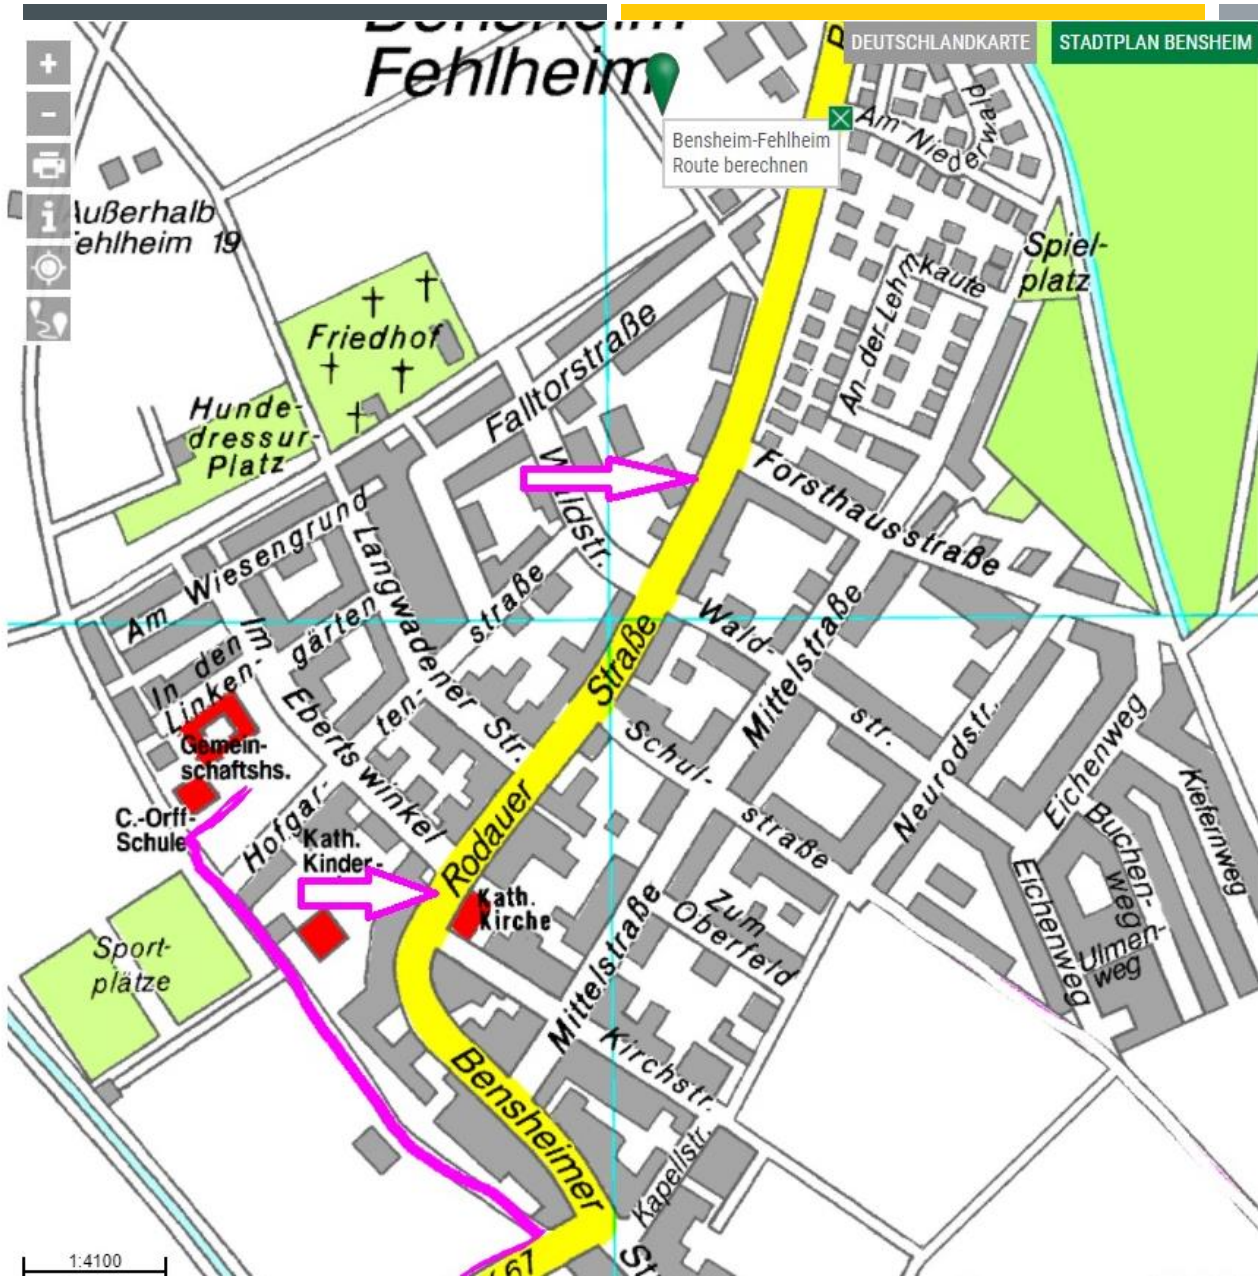 Bensheim
Fehlheim
DEUTSCHLANDKARTE
STADTPLAN BENSHEIM
+
-
i
Bensheim-Fehlheim
Route berechnen
Am Niederwald
Außerhalb
Fehlheim 19
Spiel-
platz
An der Lehmkaute
Friedhof
Falltorstraße
Hunde-
dressur-
Platz
Waldstr.
Forsthausstraße
Am Wiesengrund
Langwadener Str.
In den
Linken-
gärten
Im
Eberts winkel
Hofgar-
ten-
straße
Wald-
str.
Mittelstraße
Rodauer
Straße
Schul-
straße
Neurodstr.
Eichenweg
Buchen-
weg
Kiefernweg
Eichenweg
Ulmen-
weg
Gemein-
schaftshs.
C.-Orff-
Schule
Kath.
Kinder-
Kath.
Kirche
Zum
Oberfeld
Sport-
plätze
Mittelstraße
Kirchstr.
Bensheimer
Kapellstr.
St
67
1:4100